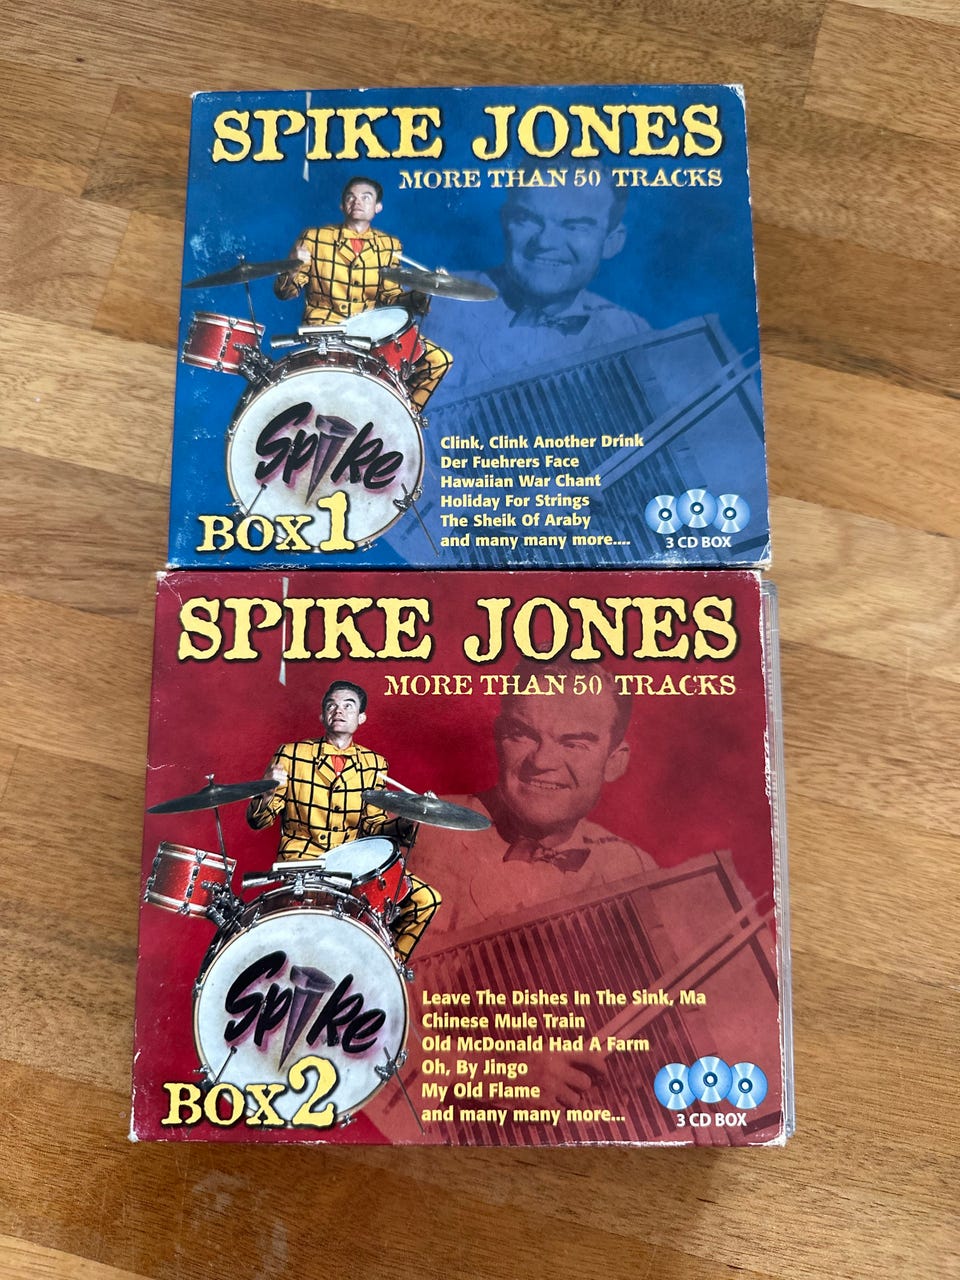 SPIKE JONES
MORE THAN 50 TRACKS
Spike
Clink, Clink Another Drink
Der Fuehrers Face
Hawaiian War Chant
Holiday For Strings
The Sheik Of Araby
and many many more....
BOX 1
3 CD BOX
SPIKE JONES
MORE THAN 50 TRACKS
Spike
Leave The Dishes In The Sink, Ma
Chinese Mule Train
Old McDonald Had A Farm
Oh, By Jingo
My Old Flame
and many many more...
BOX 2
3 CD BOX